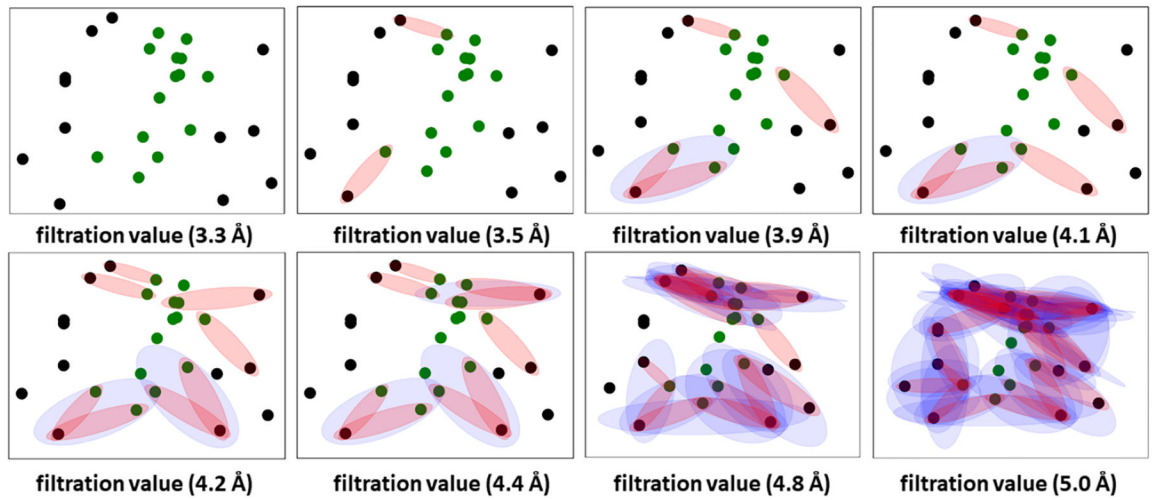 filtration value (3.3 Å)
filtration value (3.5 Å)
filtration value (3.9 Å)
filtration value (4.1 Å)
filtration value (4.2 Å)
filtration value (4.4 Å)
filtration value (4.8 Å)
filtration value (5.0 Å)